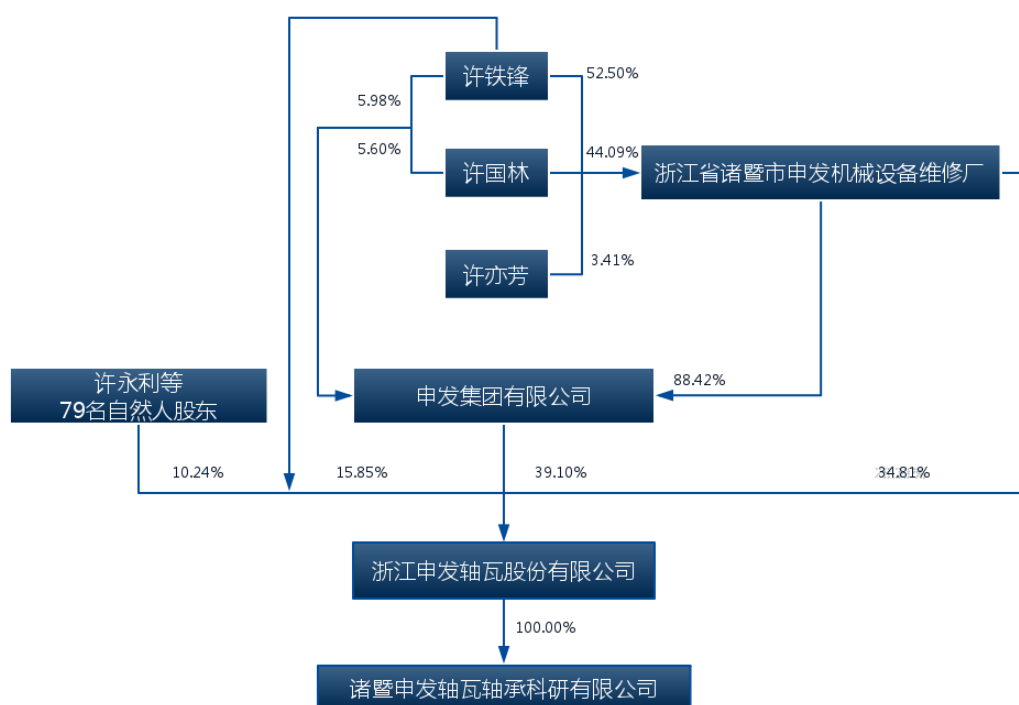 许铁锋
52.50%
5.98%
5.60%
许国林
44.09%
浙江省诸暨市申发机械设备维修厂
许亦芳
3.41%
许永利等
79名自然人股东
申发集团有限公司
88.42%
10.24%
15.85%
39.10%
34.81%
浙江申发轴瓦股份有限公司
100.00%
诸暨申发轴瓦轴承科研有限公司